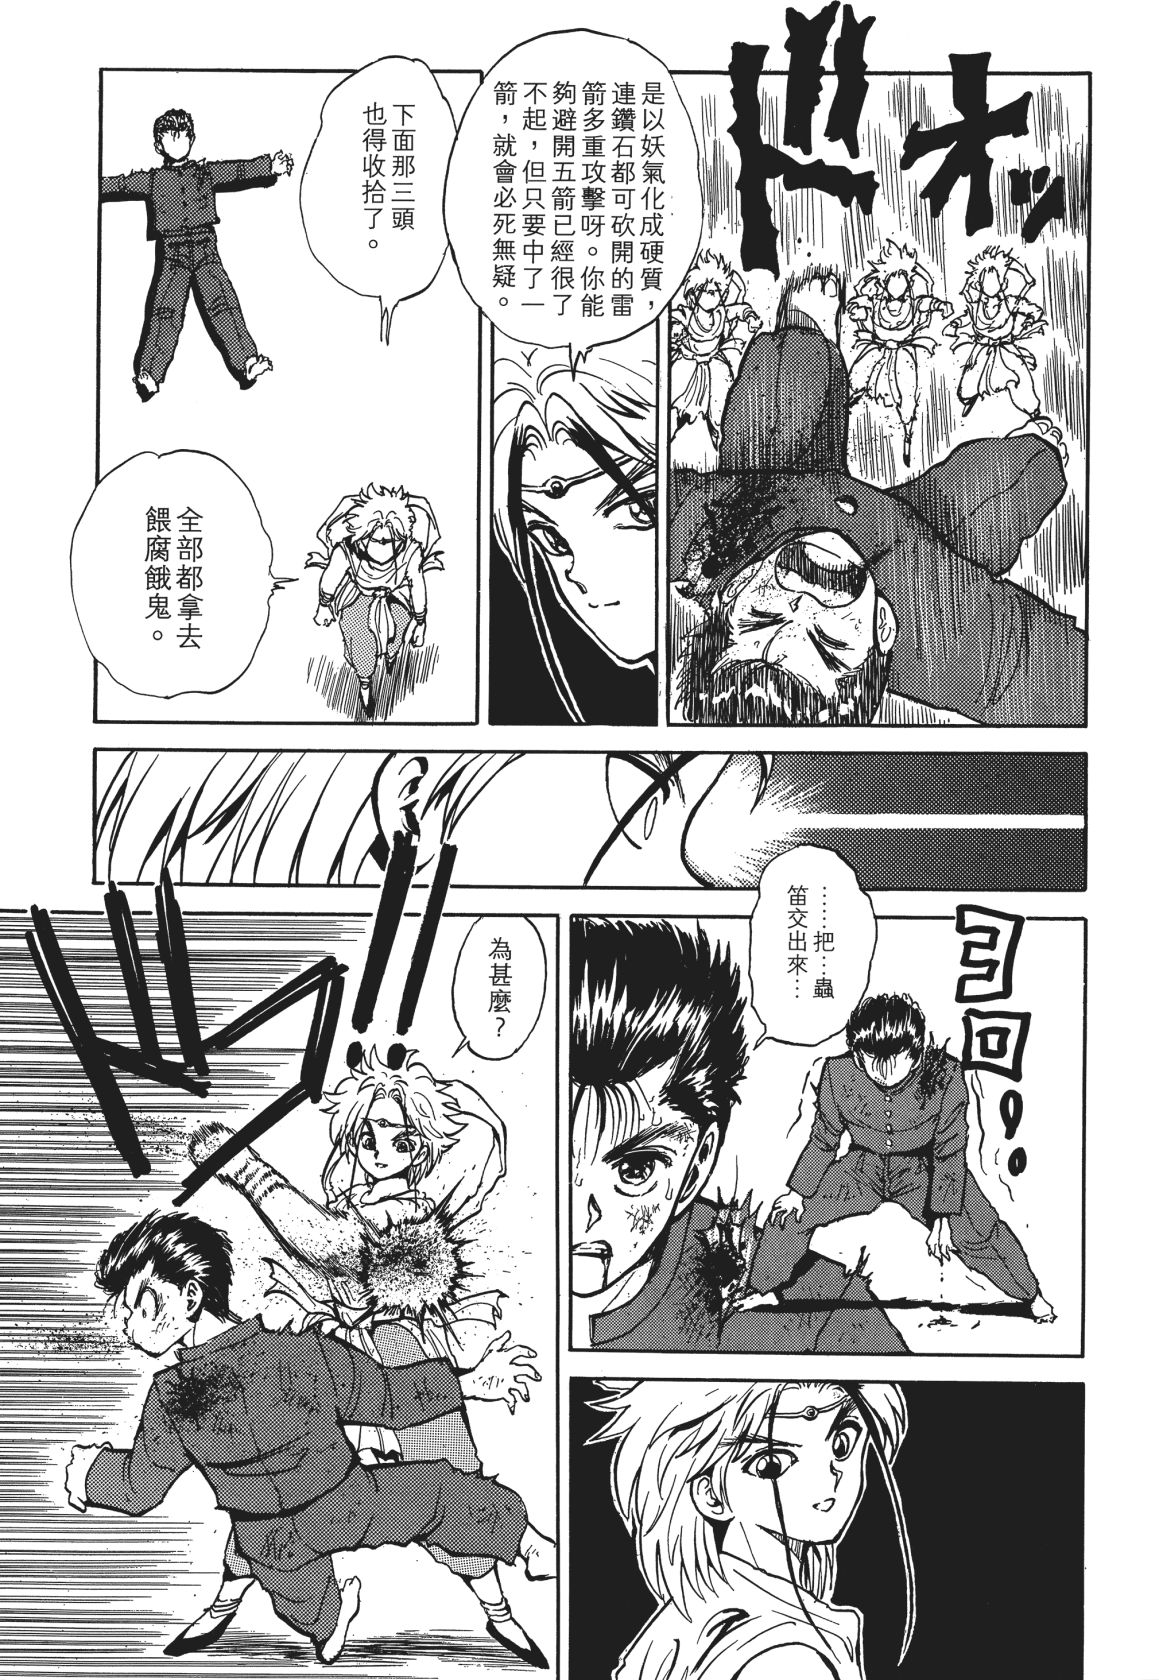 ドオッ
是以妖氣化成硬質，
連鑽石都可砍開的雷
箭多重攻擊呀。你能
夠避開五箭已經很了
不起，但只要中了一
箭，就會必死無疑。
下面那三頭
也得收拾了。
全部都拿去
餵腐餓鬼。
ヨロ…
……把…蟲
笛交出來…
為甚麼？